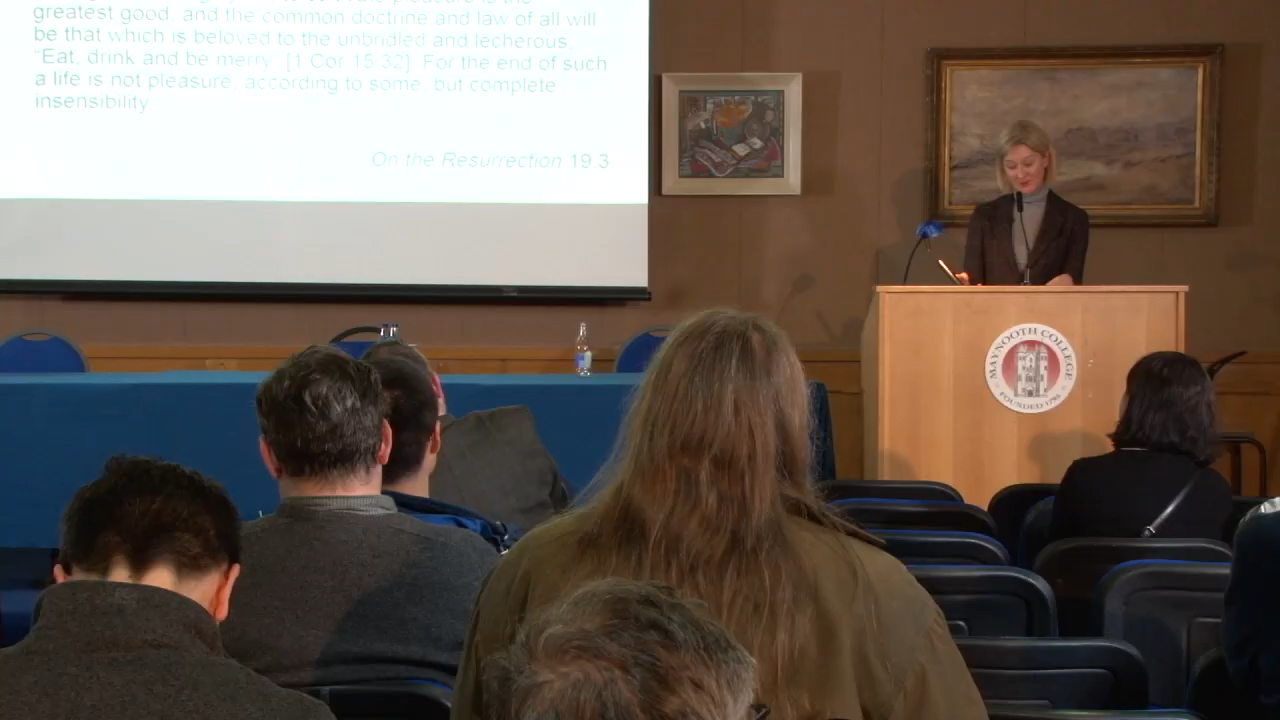 greatest good, and the common doctrine and law of all will
be that which is beloved to the unbridled and lecherous,
“Eat, drink and be merry” [1 Cor 15:32]. For the end of such
a life is not pleasure, according to some, but complete
insensibility.
On the Resurrection 19.3
MAYNOOTH COLLEGE
FOUNDED 1795